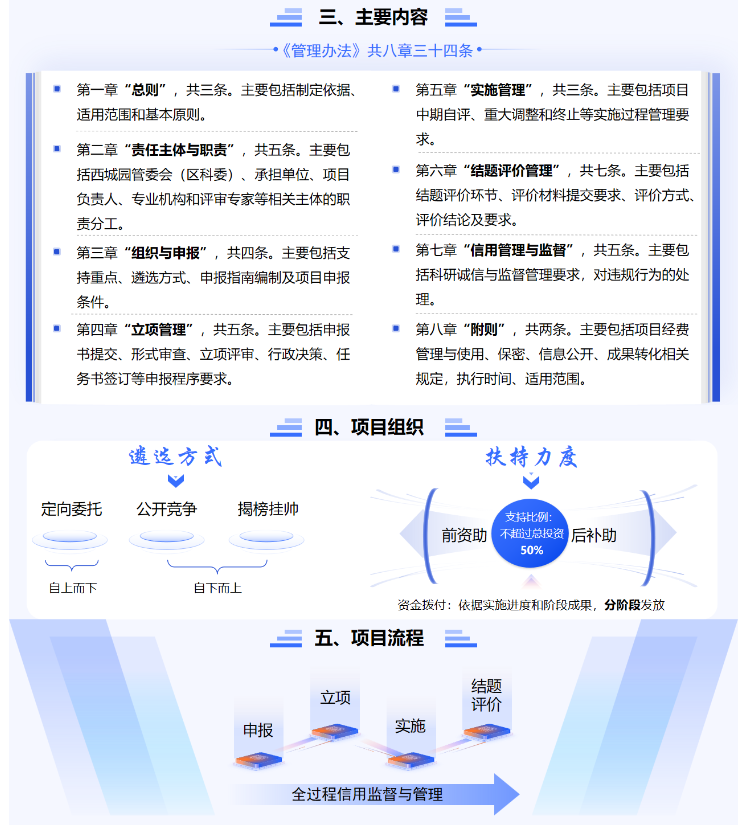 三、主要内容
《管理办法》共八章三十四条
第一章“总则”，共三条。主要包括制定依据、
适用范围和基本原则。
第二章“责任主体与职责”，共五条。主要包
括西城园管委会（区科委）、承担单位、项目
负责人、专业机构和评审专家等相关主体的职
责分工。
第三章“组织与申报”，共四条。主要包括支
持重点、遴选方式、申报指南编制及项目申报
条件。
第四章“立项管理”，共五条。主要包括申报
书提交、形式审查、立项评审、行政决策、任
务书签订等申报程序要求。
第五章“实施管理”，共三条。主要包括项目
中期自评、重大调整和终止等实施过程管理要
求。
第六章“结题评价管理”，共七条。主要包括
结题评价环节、评价材料提交要求、评价方式、
评价结论及要求。
第七章“信用管理与监督”，共五条。主要包
括科研诚信与监督管理要求，对违规行为的处
理。
第八章“附则”，共两条。主要包括项目经费
管理与使用、保密、信息公开、成果转化相关
规定，执行时间、适用范围。
四、项目组织
遴选方式
定向委托
公开竞争
揭榜挂帅
自上而下
自下而上
扶持力度
前资助
支持比例：
不超过总投资
50%
后补助
资金拨付：依据实施进度和阶段成果，分阶段发放
五、项目流程
申报
立项
实施
结题
评价
全过程信用监督与管理